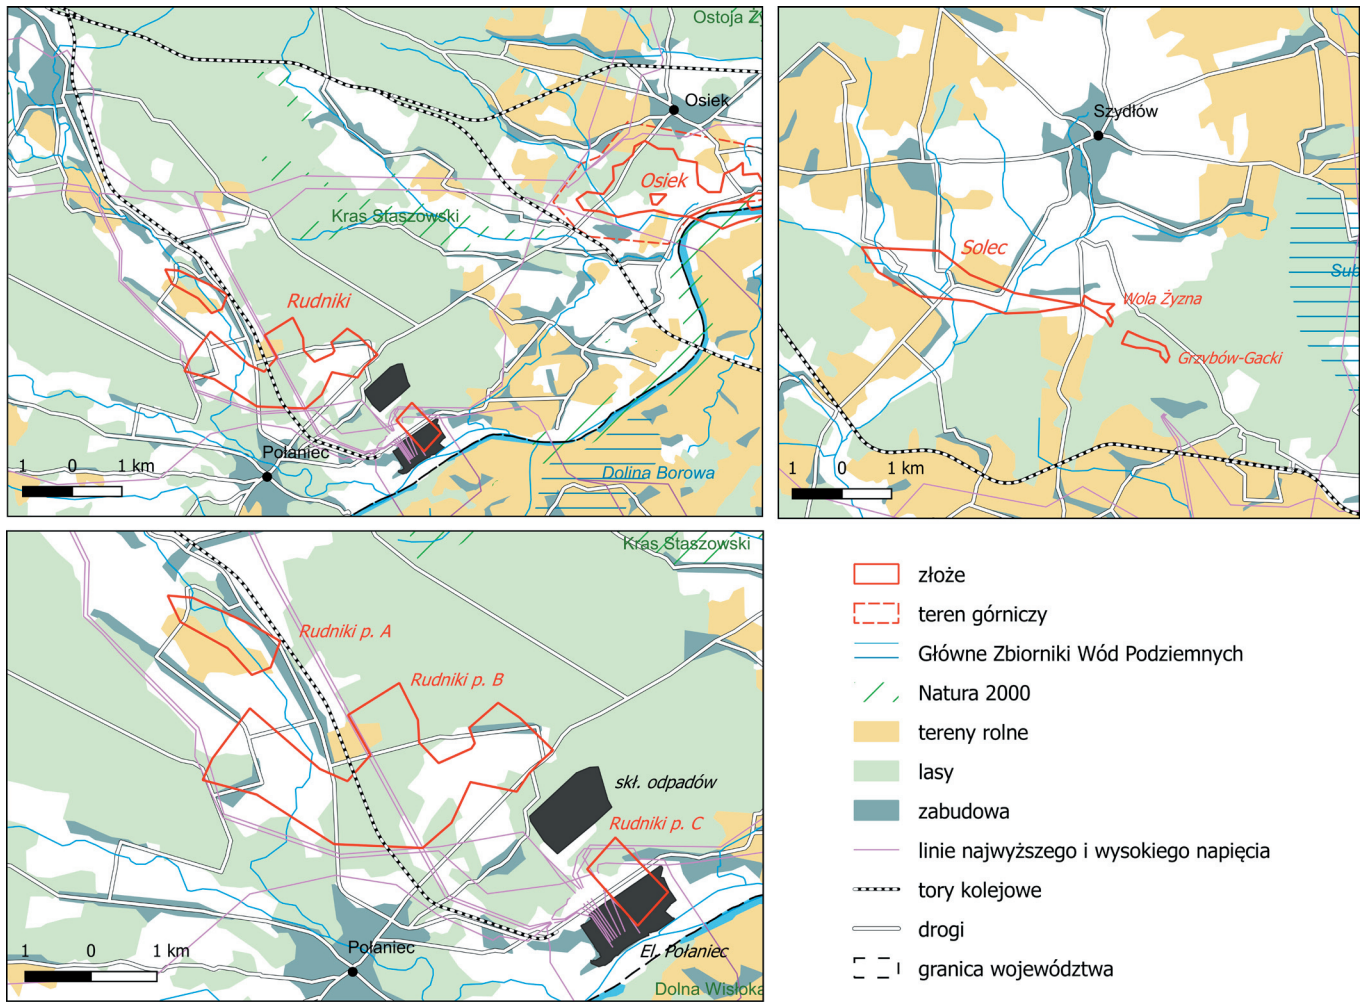 Ostoja Ży
Osiek
Osiek
Kras Staszowski
Rudniki
Połaniec
Dolina Borowa
1 0 1 km
Szydłów
Solec
Sub
Wola Żyzna
Grzybów-Gacki
1 0 1 km
Kras Staszowski
Rudniki p. A
Rudniki p. B
skł. odpadów
Rudniki p. C
Połaniec
El. Połaniec
Dolna Wisloka
1 0 1 km
złoże
teren górniczy
Główne Zbiorniki Wód Podziemnych
Natura 2000
tereny rolne
lasy
zabudowa
linie najwyższego i wysokiego napięcia
tory kolejowe
drogi
granica województwa